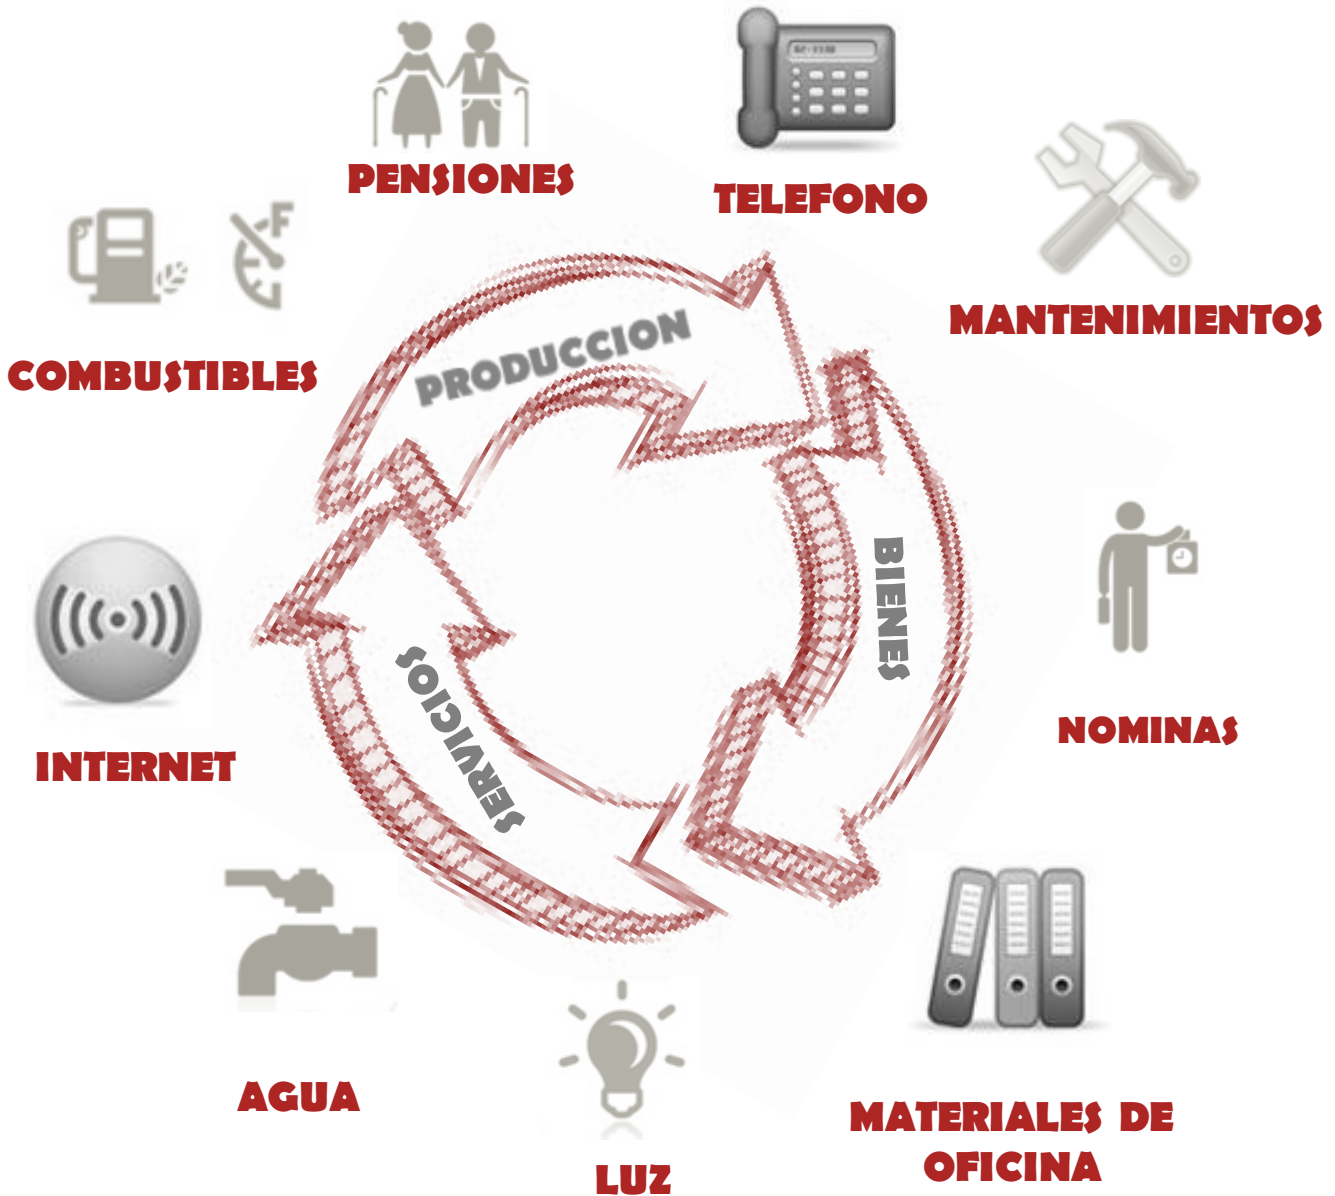 PENSIONES
TELEFONO
MANTENIMIENTOS
COMBUSTIBLES
PRODUCCION
BIENES
SERVICIOS
NOMINAS
INTERNET
AGUA
MATERIALES DE
OFICINA
LUZ
F